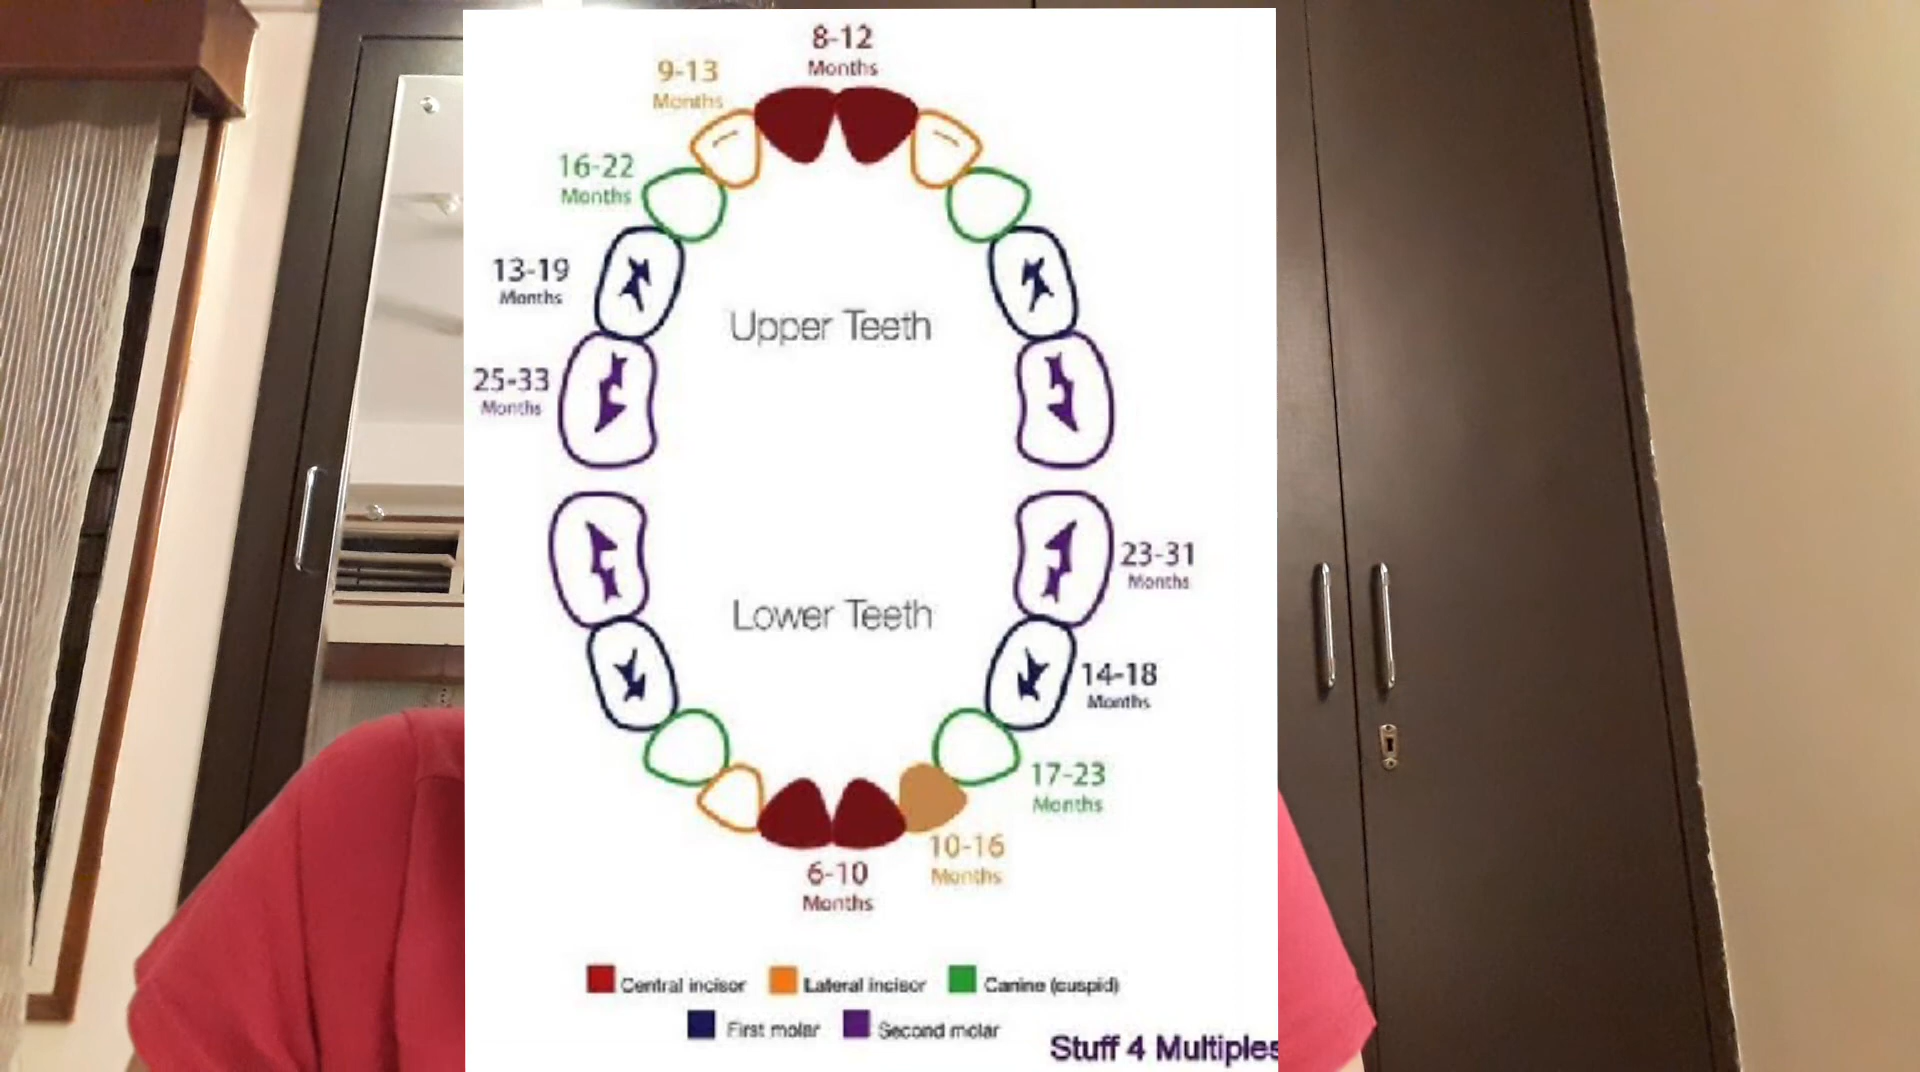 8-12
Months
9-13
Months
16-22
Months
13-19
Months
25-33
Months
Upper Teeth
23-31
Months
Lower Teeth
14-18
Months
17-23
Months
10-16
Months
6-10
Months
Central incisor Lateral incisor Canine (cuspid)
First molar Second molar
Stuff 4 Multiples